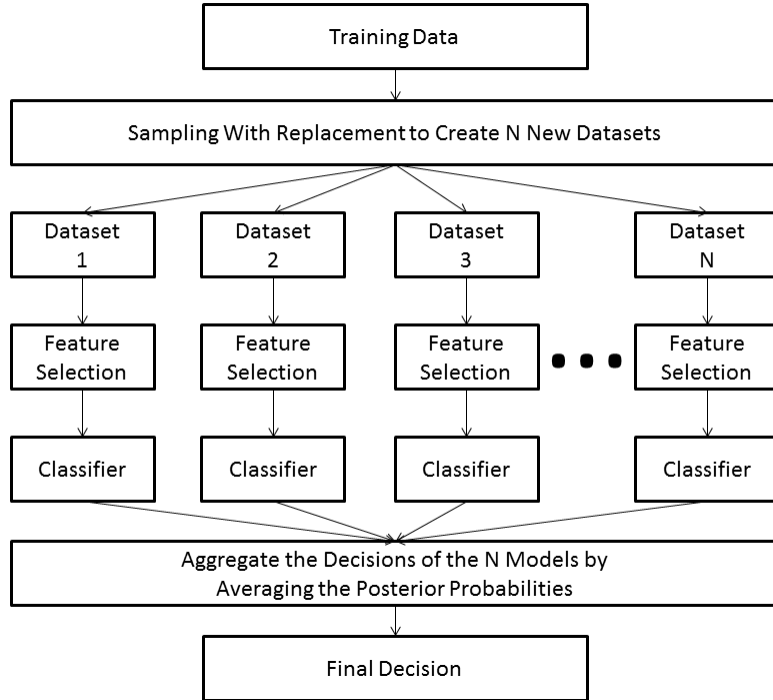 Training Data
Sampling With Replacement to Create N New Datasets
Dataset
1
Dataset
2
Dataset
3
Dataset
N
Feature
Selection
Feature
Selection
Feature
Selection
Feature
Selection
Classifier
Classifier
Classifier
Classifier
Aggregate the Decisions of the N Models by
Averaging the Posterior Probabilities
Final Decision